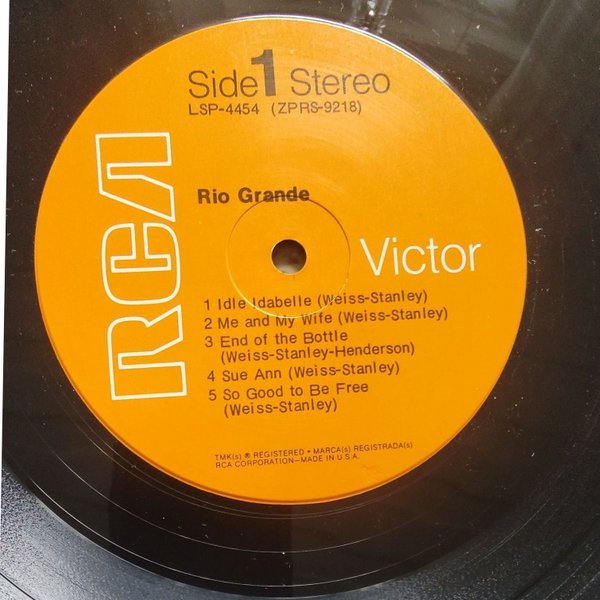 Side 1 Stereo
LSP-4454 (ZPRS-9218)
RCA
Rio Grande
Victor
1 Idle Idabelle (Weiss-Stanley)
2 Me and My Wife (Weiss-Stanley)
3 End of the Bottle
(Weiss-Stanley-Henderson)
4 Sue Ann (Weiss-Stanley)
5 So Good to Be Free
(Weiss-Stanley)
TMK(s) ® REGISTERED • MARCA(s) REGISTRADA(s)
RCA CORPORATION—MADE IN U.S.A.